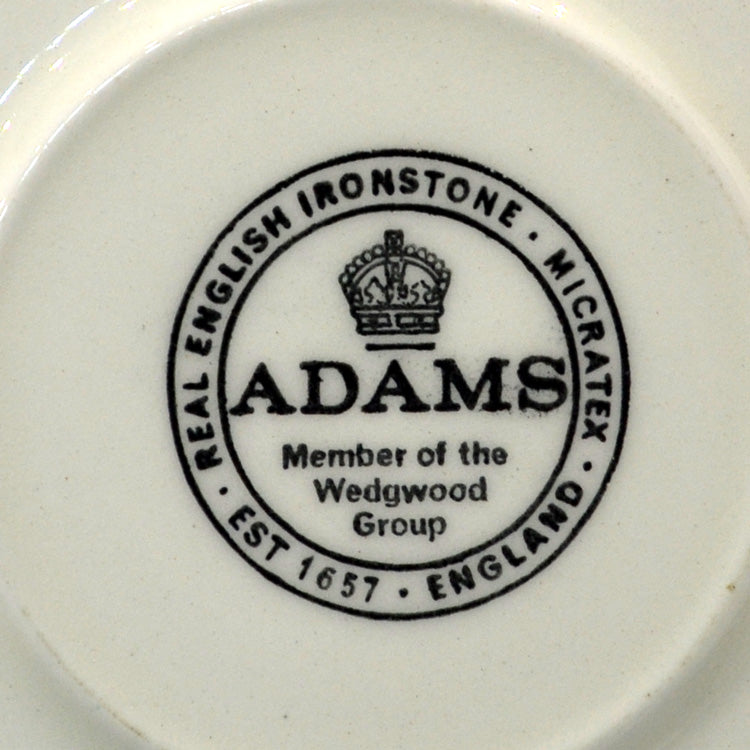 REAL ENGLISH IRONSTONE · MICRATEX · ENGLAND · EST 1657 ·
ADAMS
Member of the
Wedgwood
Group